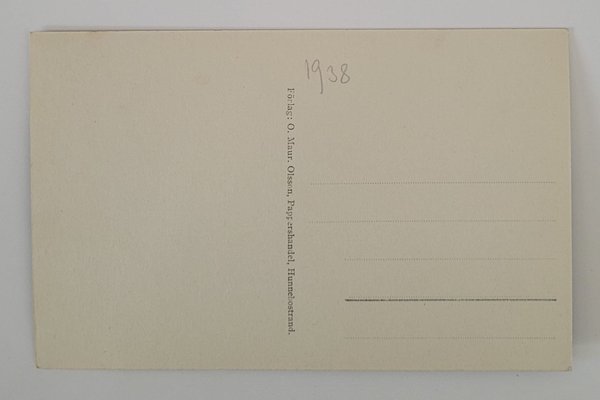 1938
Förlag: O. Maur. Olsson, Pappershandel, Hunnebostrand.